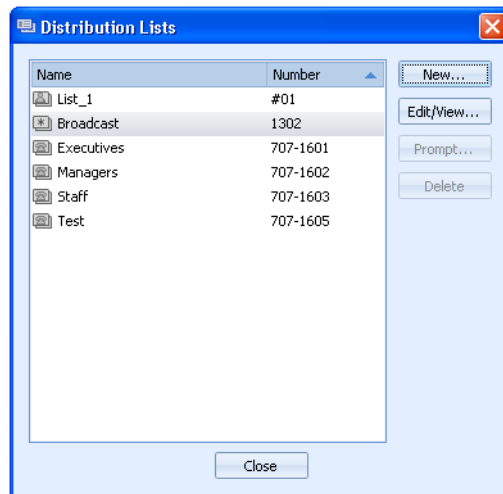 Distribution Lists
Name Number
List_1 #01
Broadcast 1302
Executives 707-1601
Managers 707-1602
Staff 707-1603
Test 707-1605
New...
Edit/View...
Prompt...
Delete
Close